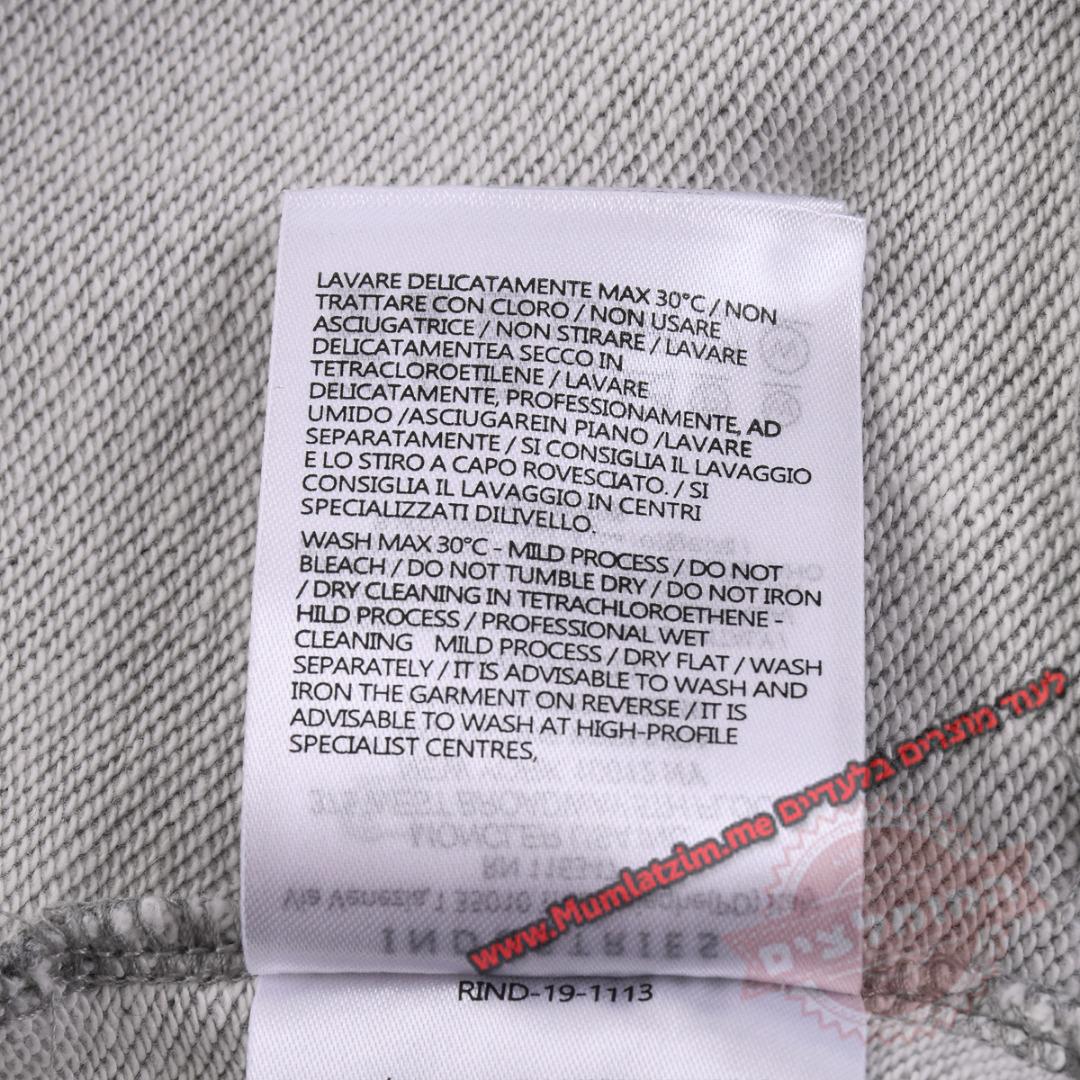 LAVARE DELICATAMENTE MAX 30°C / NON
TRATTARE CON CLORO / NON USARE
ASCIUGATRICE / NON STIRARE / LAVARE
DELICATAMENTEA SECCO IN
TETRACLOROETILENE / LAVARE
DELICATAMENTE, PROFESSIONAMENTE, AD
UMIDO /ASCIUGAREIN PIANO /LAVARE
SEPARATAMENTE / SI CONSIGLIA IL LAVAGGIO
E LO STIRO A CAPO ROVESCIATO. / SI
CONSIGLIA IL LAVAGGIO IN CENTRI
SPECIALIZZATI DILIVELLO.
WASH MAX 30°C - MILD PROCESS / DO NOT
BLEACH / DO NOT TUMBLE DRY / DO NOT IRON
/ DRY CLEANING IN TETRACHLOROETHENE -
HILD PROCESS / PROFESSIONAL WET
CLEANING MILD PROCESS / DRY FLAT / WASH
SEPARATELY / IT IS ADVISABLE TO WASH AND
IRON THE GARMENT ON REVERSE / IT IS
ADVISABLE TO WASH AT HIGH-PROFILE
SPECIALIST CENTRES,
לעוד מוצרים בלעדיים www.Mumlatzim.me
המומלצים
RIND-19-1113